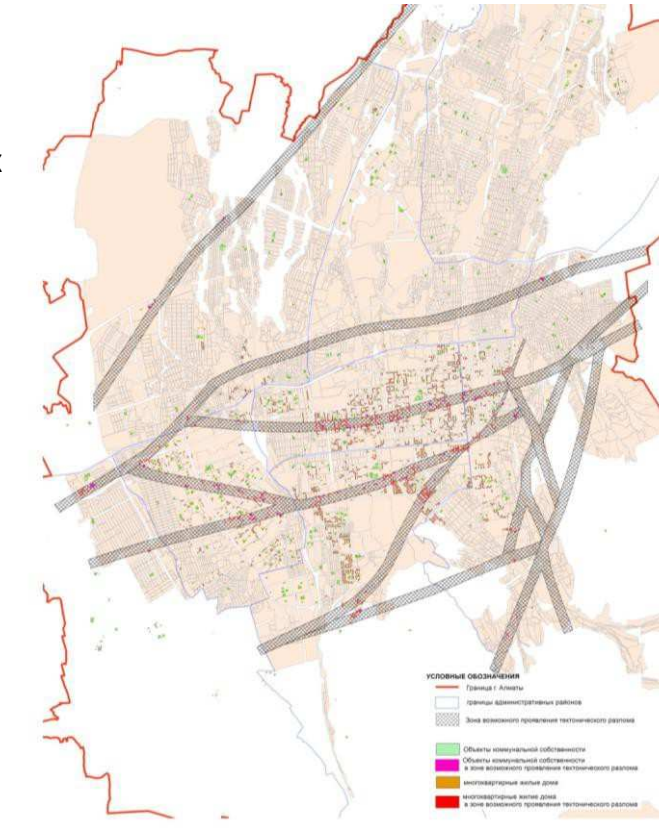 х
УСЛОВНЫЕ ОБОЗНАЧЕНИЯ
Граница г. Алматы
границы административных районов
Зона возможного проявления тектонического разлома
Объекты коммунальной собственности
Объекты коммунальной собственности
в зоне возможного проявления тектонического разлома
многоквартирные жилые дома
многоквартирные жилые дома
в зоне возможного проявления тектонического разлома